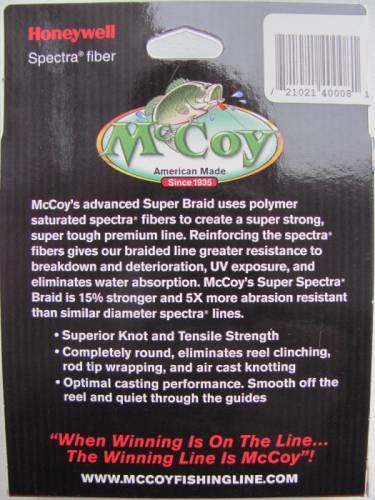 Honeywell
Spectra® fiber
7 21021 40008 1
McCoy
American Made
Since 1935
McCoy's advanced Super Braid uses polymer
saturated spectra® fibers to create a super strong,
super tough premium line. Reinforcing the spectra®
fibers gives our braided line greater resistance to
breakdown and deterioration, UV exposure, and
eliminates water absorption. McCoy's Super Spectra®
Braid is 15% stronger and 5X more abrasion resistant
than similar diameter spectra® lines.
• Superior Knot and Tensile Strength
• Completely round, eliminates reel clinching,
rod tip wrapping, and air cast knotting
• Optimal casting performance. Smooth off the
reel and quiet through the guides
"When Winning Is On The Line...
The Winning Line Is McCoy"!
WWW.MCCOYFISHINGLINE.COM